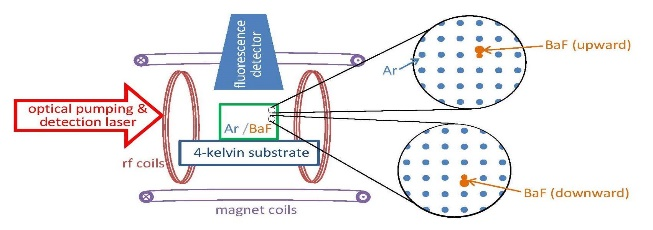 fluorescence
detector
BaF (upward)
Ar
optical pumping &
detection laser
Ar /BaF
4-kelvin substrate
rf coils
BaF (downward)
magnet coils